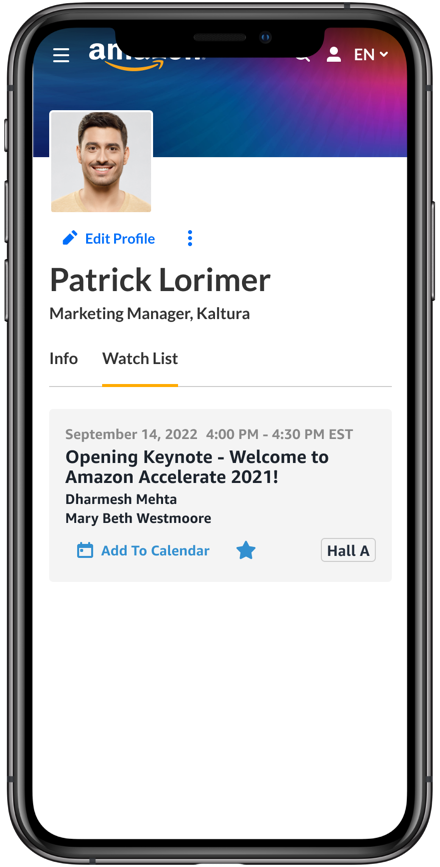 EN
Edit Profile
Patrick Lorimer
Marketing Manager, Kaltura
Info Watch List
September 14, 2022 4:00 PM - 4:30 PM EST
Opening Keynote - Welcome to
Amazon Accelerate 2021!
Dharmesh Mehta
Mary Beth Westmoore
Add To Calendar
Hall A